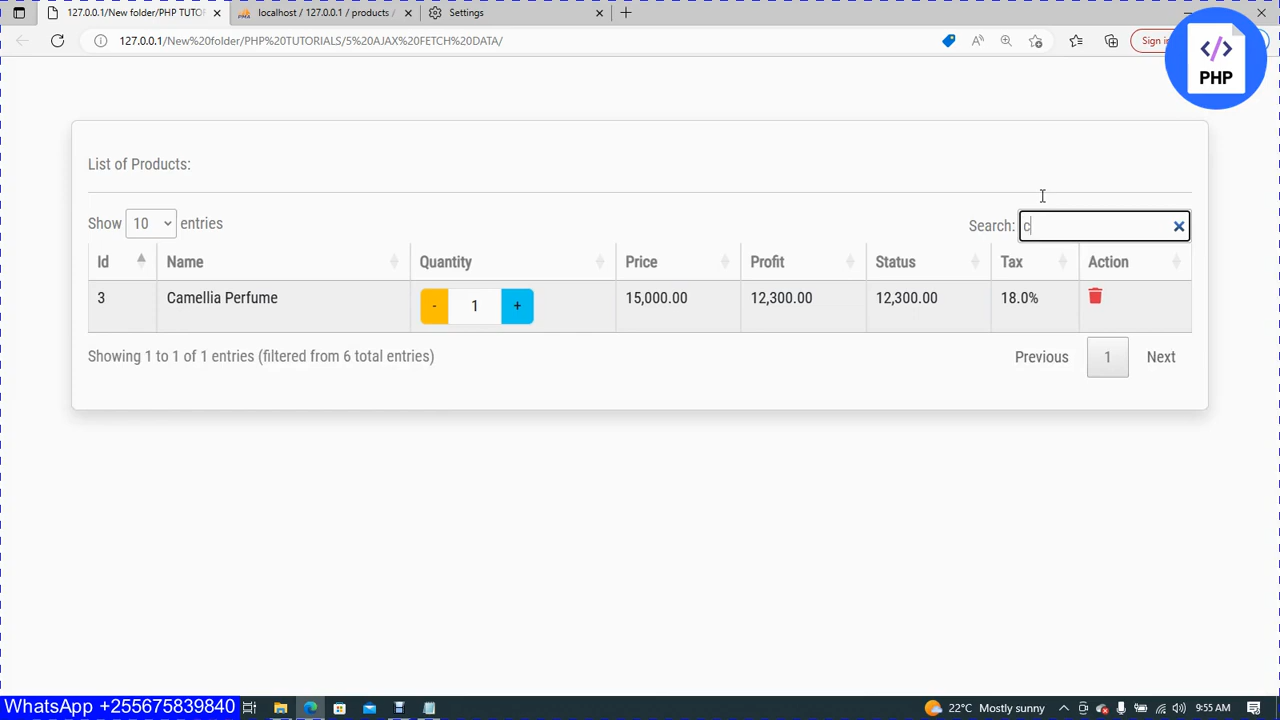 127.0.0.1/New folder/PHP TUTOR
localhost / 127.0.0.1 / products /
Settings
127.0.0.1/New%20folder/PHP%20TUTORIALS/5%20AJAX%20FETCH%20DATA/
Sign in
</>
PHP
List of Products:
Show 10 entries
Search: c
Id Name Quantity Price Profit Status Tax Action
3 Camellia Perfume - 1 + 15,000.00 12,300.00 12,300.00 18.0%
Showing 1 to 1 of 1 entries (filtered from 6 total entries)
Previous 1 Next
WhatsApp +255675839840
22°C Mostly sunny
9:55 AM